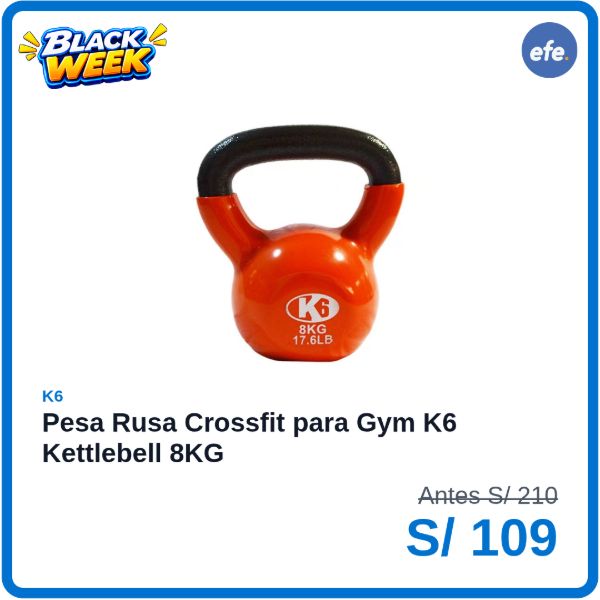 BLACK
WEEK
efe.
K6
8KG
17.6LB
K6
Pesa Rusa Crossfit para Gym K6
Kettlebell 8KG
Antes S/ 210
S/ 109